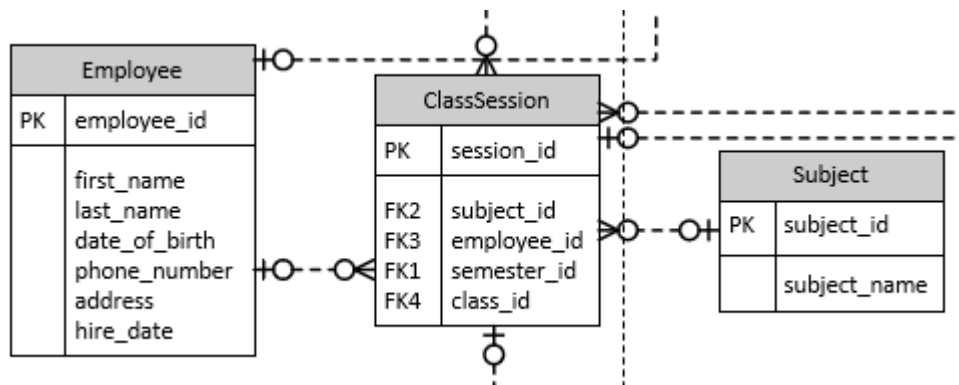 Employee
PK employee_id
first_name
last_name
date_of_birth
phone_number
address
hire_date
ClassSession
PK session_id
FK2 subject_id
FK3 employee_id
FK1 semester_id
FK4 class_id
Subject
PK subject_id
subject_name